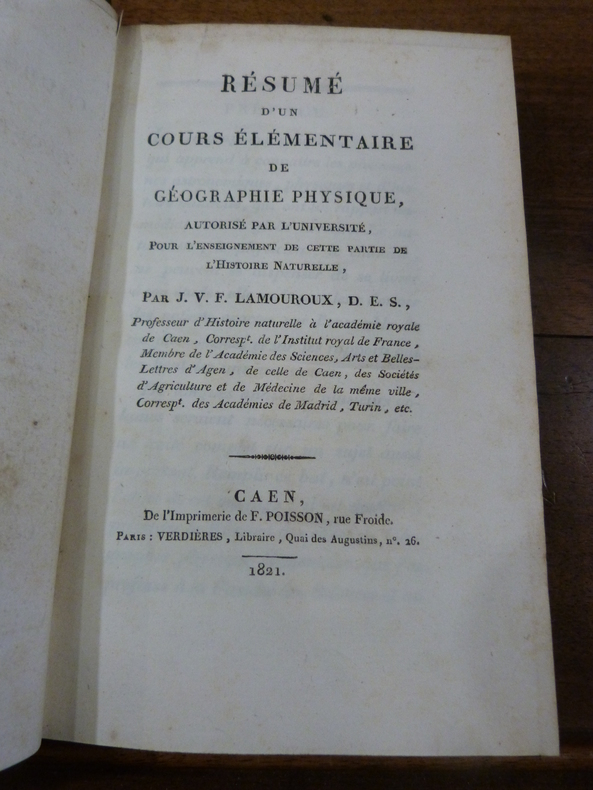 RÉSUMÉ
D'UN
COURS ÉLÉMENTAIRE
DE
GÉOGRAPHIE PHYSIQUE,
AUTORISÉ PAR L'UNIVERSITÉ,
POUR L'ENSEIGNEMENT DE CETTE PARTIE DE
L'HISTOIRE NATURELLE,
PAR J. V. F. LAMOUROUX, D. E. S.,
Professeur d'Histoire naturelle à l'académie royale
de Caen, Correspt. de l'Institut royal de France,
Membre de l'Académie des Sciences, Arts et Belles-
Lettres d'Agen, de celle de Caen, des Sociétés
d'Agriculture et de Médecine de la même ville,
Correspt. des Académies de Madrid, Turin, etc.
CAEN,
De l'Imprimerie de F. POISSON, rue Froide.
PARIS : VERDIÈRES, Libraire, Quai des Augustins, n°. 26.
1821.